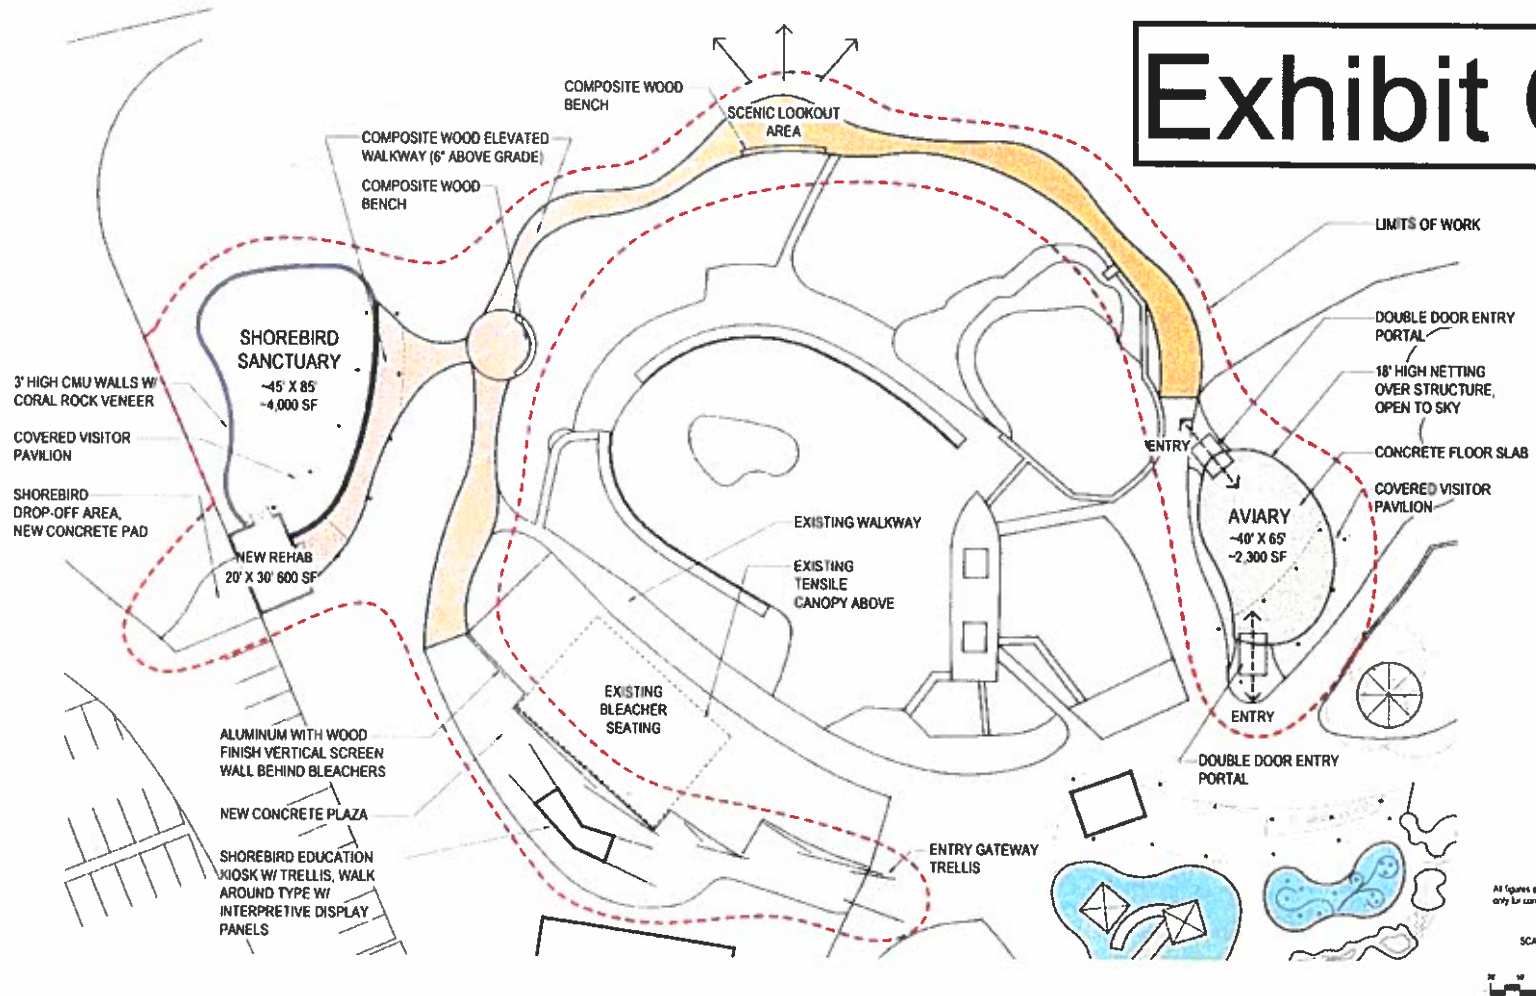 Exhibit
COMPOSITE WOOD
BENCH
SCENIC LOOKOUT
AREA
COMPOSITE WOOD ELEVATED
WALKWAY (6" ABOVE GRADE)
COMPOSITE WOOD
BENCH
LIMITS OF WORK
SHOREBIRD
SANCTUARY
~45' X 85'
~4,000 SF
3' HIGH CMU WALLS W/
CORAL ROCK VENEER
COVERED VISITOR
PAVILION
SHOREBIRD
DROP-OFF AREA,
NEW CONCRETE PAD
NEW REHAB
20' X 30' 600 SF
DOUBLE DOOR ENTRY
PORTAL
18' HIGH NETTING
OVER STRUCTURE,
OPEN TO SKY
ENTRY
CONCRETE FLOOR SLAB
COVERED VISITOR
PAVILION
AVIARY
~40' X 65'
~2,300 SF
EXISTING WALKWAY
EXISTING
TENSILE
CANOPY ABOVE
EXISTING
BLEACHER
SEATING
ENTRY
DOUBLE DOOR ENTRY
PORTAL
ALUMINUM WITH WOOD
FINISH VERTICAL SCREEN
WALL BEHIND BLEACHERS
NEW CONCRETE PLAZA
SHOREBIRD EDUCATION
KIOSK W/ TRELLIS, WALK
AROUND TYPE W/
INTERPRETIVE DISPLAY
PANELS
ENTRY GATEWAY
TRELLIS
All figures
only for